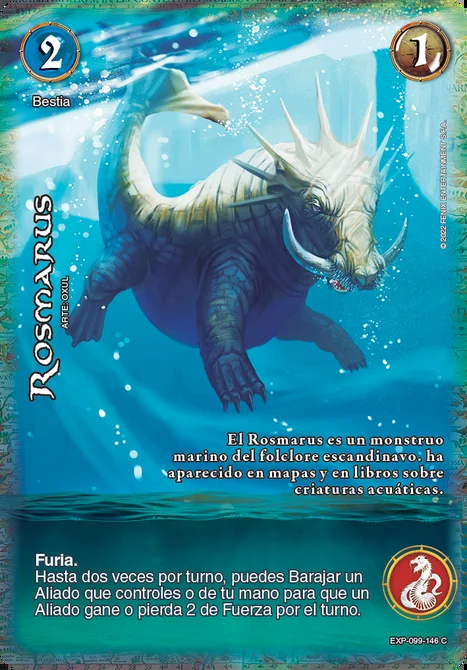 2
1
Bestia
© 2022 FENIX ENTERTAINMENT S.P.A.
Rosmarus
ARTE: OXUL
El Rosmarus es un monstruo
marino del folclore escandinavo. ha
aparecido en mapas y en libros sobre
criaturas acuáticas.
Furia.
Hasta dos veces por turno, puedes Barajar un
Aliado que controles o de tu mano para que un
Aliado gane o pierda 2 de Fuerza por el turno.
EXP-099-146 C